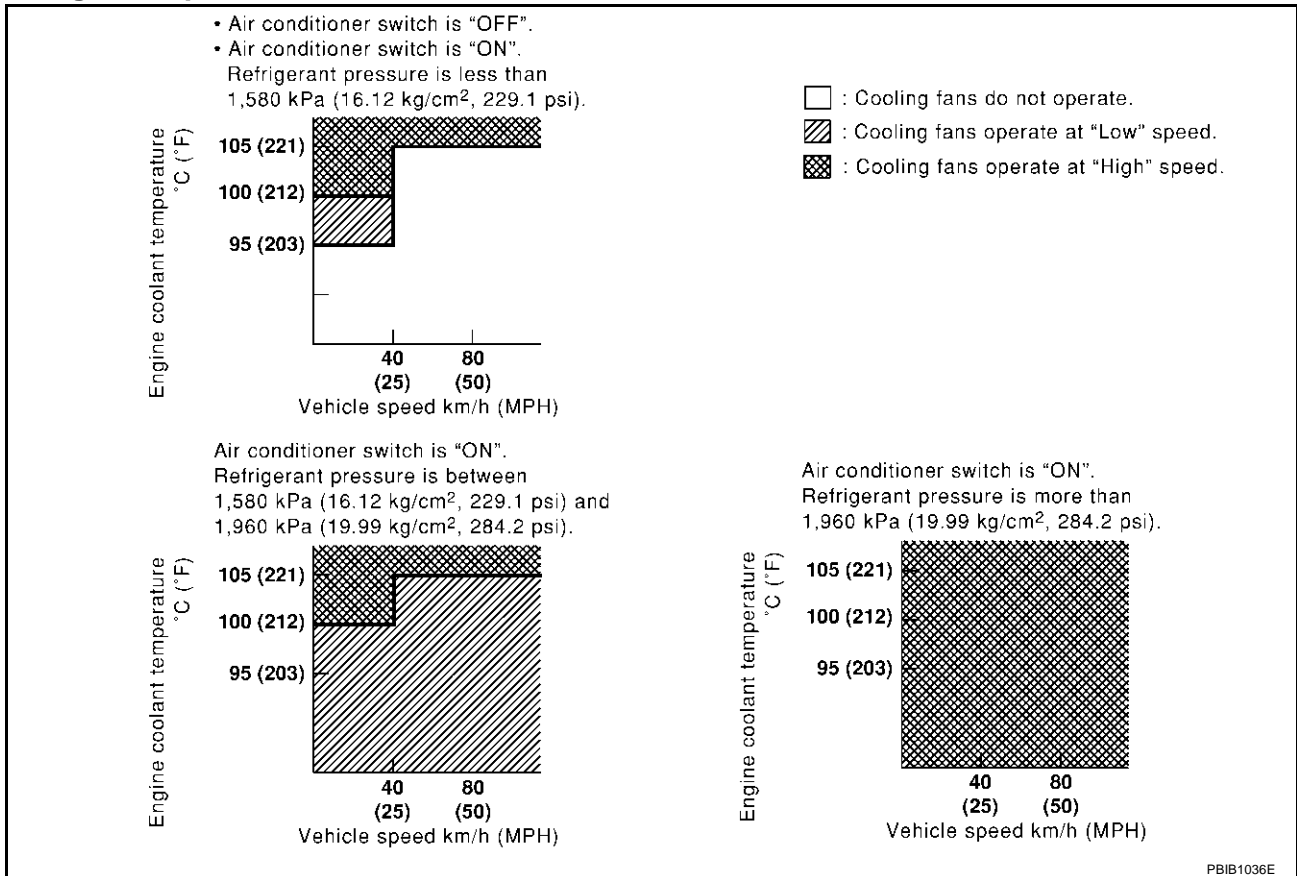 • Air conditioner switch is “OFF”.
• Air conditioner switch is “ON”.
Refrigerant pressure is less than
1,580 kPa (16.12 kg/cm², 229.1 psi).
: Cooling fans do not operate.
: Cooling fans operate at “Low” speed.
: Cooling fans operate at “High” speed.
Engine coolant temperature
°C (°F)
105 (221)
100 (212)
95 (203)
40
(25)
80
(50)
Vehicle speed km/h (MPH)
Air conditioner switch is “ON”.
Refrigerant pressure is between
1,580 kPa (16.12 kg/cm², 229.1 psi) and
1,960 kPa (19.99 kg/cm², 284.2 psi).
Engine coolant temperature
°C (°F)
105 (221)
100 (212)
95 (203)
40
(25)
80
(50)
Vehicle speed km/h (MPH)
Air conditioner switch is “ON”.
Refrigerant pressure is more than
1,960 kPa (19.99 kg/cm², 284.2 psi).
Engine coolant temperature
°C (°F)
105 (221)
100 (212)
95 (203)
40
(25)
80
(50)
Vehicle speed km/h (MPH)
PBIB1036E